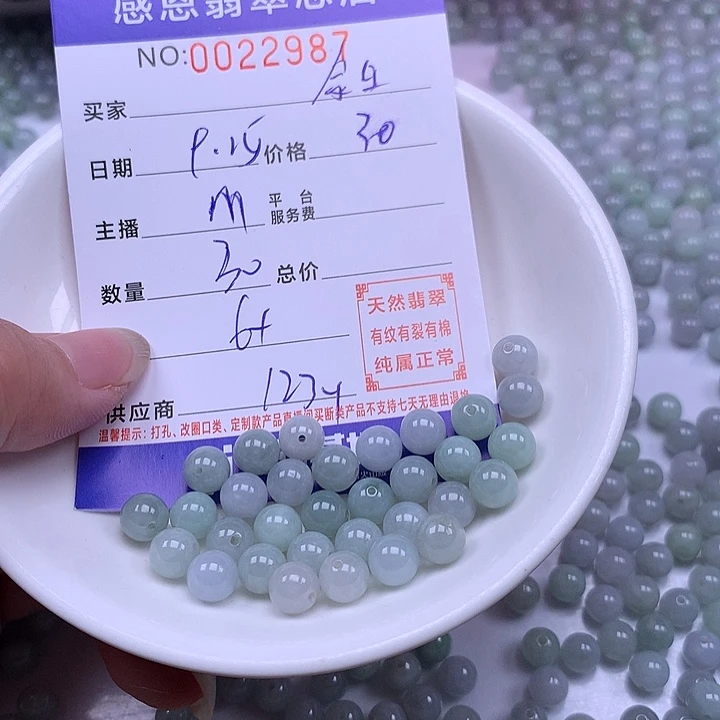 感恩翡翠总店
NO:0022987
买家
日期 9.15 价格 30
主播 M 平台服务费
数量 30 总价
6+
供应商 1234
天然翡翠
有纹有裂有棉
纯属正常
温馨提示：打孔、改圈口类、定制款产品直播间买断类产品不支持七天无理由退换